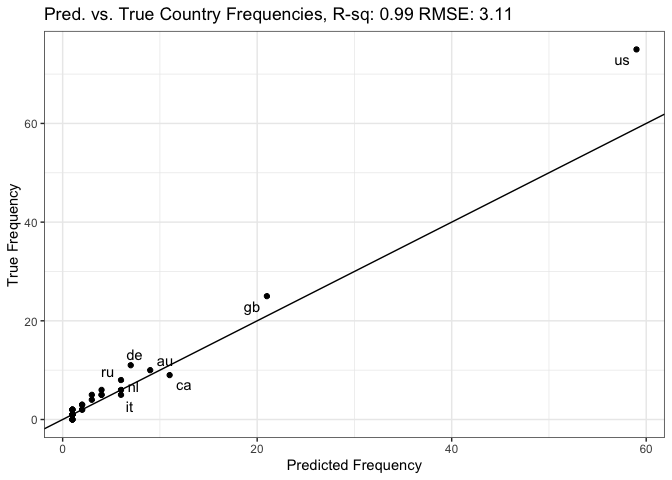 Pred. vs. True Country Frequencies, R-sq: 0.99 RMSE: 3.11
us
60
True Frequency
40
gb
20
de
au
ru
nl
ca
it
0
0 20 40 60
Predicted Frequency